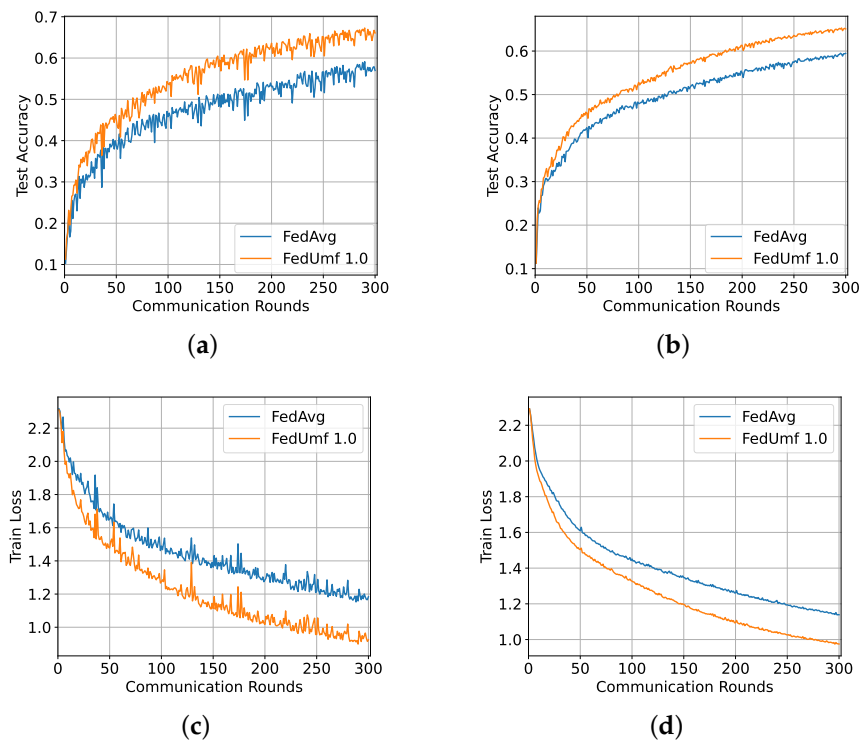 0.7
0.6
0.5
0.4
0.3
0.2
0.1
Test Accuracy
0 50 100 150 200 250 300
Communication Rounds
FedAvg
FedUmf 1.0
(a)
0.6
0.5
0.4
0.3
0.2
0.1
Test Accuracy
0 50 100 150 200 250 300
Communication Rounds
FedAvg
FedUmf 1.0
(b)
2.2
2.0
1.8
1.6
1.4
1.2
1.0
Train Loss
0 50 100 150 200 250 300
Communication Rounds
FedAvg
FedUmf 1.0
(c)
2.2
2.0
1.8
1.6
1.4
1.2
1.0
Train Loss
0 50 100 150 200 250 300
Communication Rounds
FedAvg
FedUmf 1.0
(d)